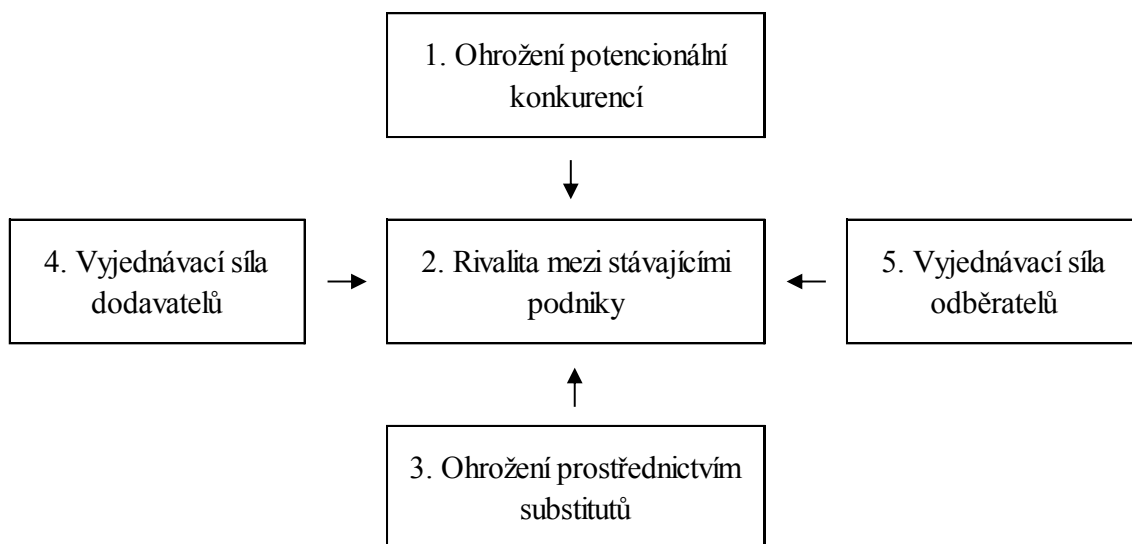 1. Ohrožení potencionální
konkurencí
4. Vyjednávací síla
dodavatelů
2. Rivalita mezi stávajícími
podniky
5. Vyjednávací síla
odběratelů
3. Ohrožení prostřednictvím
substitutů